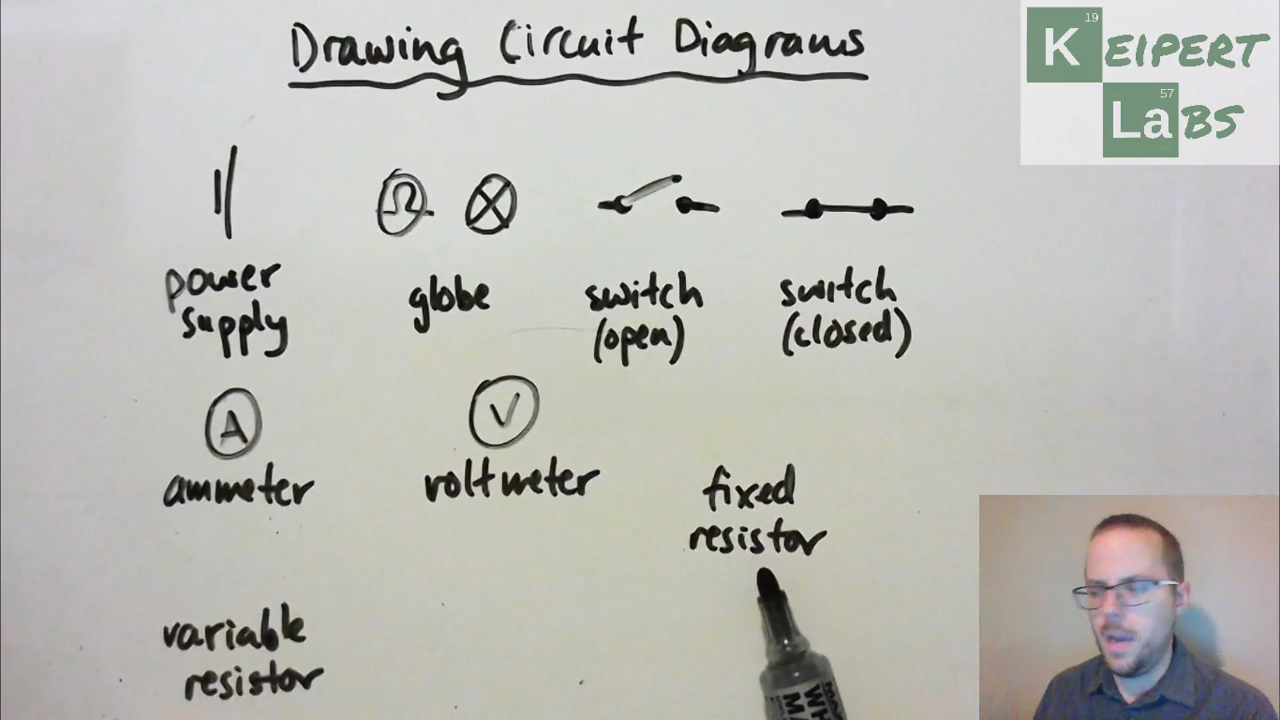 Drawing Circuit Diagrams
19
KEIPERT
57
LaBS
Ω
power
supply
globe
switch
(open)
switch
(closed)
A
V
ammeter
voltmeter
fixed
resistor
variable
resistor